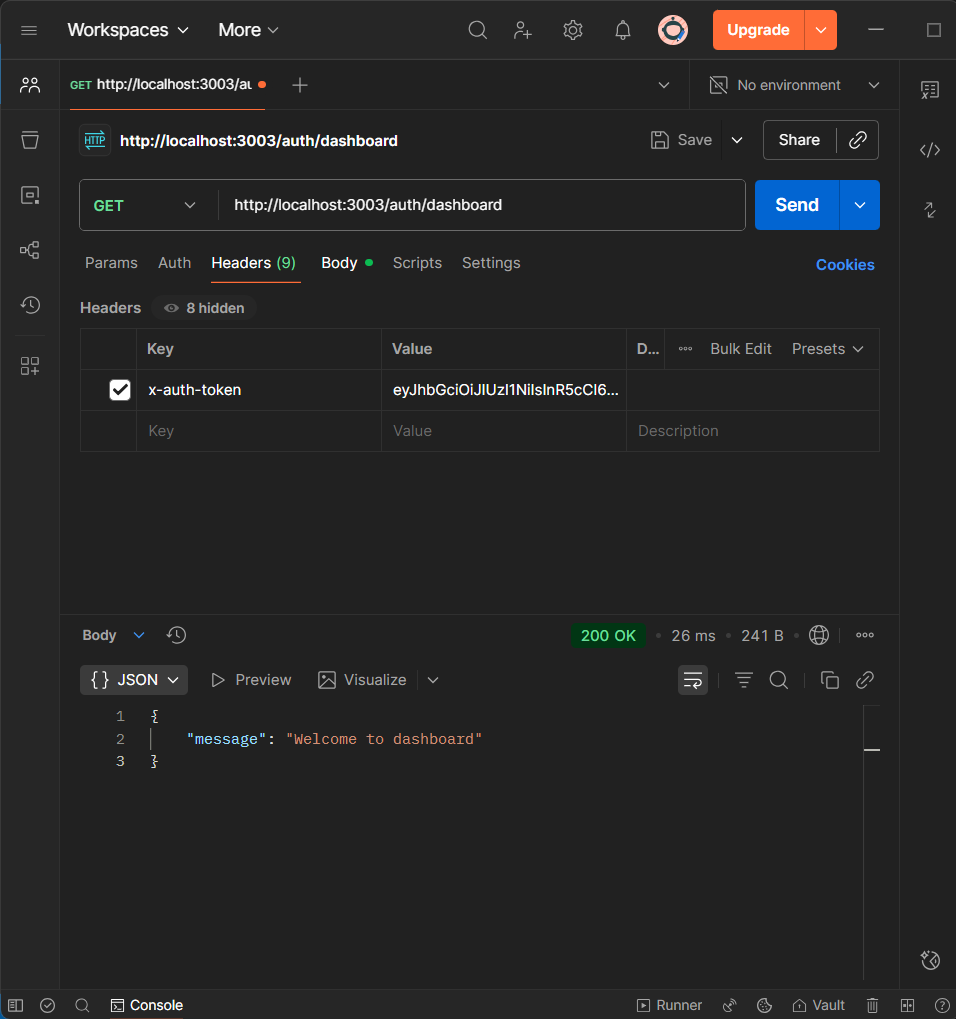 Workspaces More Upgrade
GET http://localhost:3003/au No environment
HTTP http://localhost:3003/auth/dashboard Save Share
GET http://localhost:3003/auth/dashboard Send
Params Auth Headers (9) Body Scripts Settings Cookies
Headers 8 hidden
Key Value D... Bulk Edit Presets
x-auth-token eyJhbGciOiJIUzI1NiIsInR5cCI6...
Key Value Description
Body 200 OK 26 ms 241 B
{} JSON Preview Visualize
1 {
2 "message": "Welcome to dashboard"
3 }
Console Runner Vault